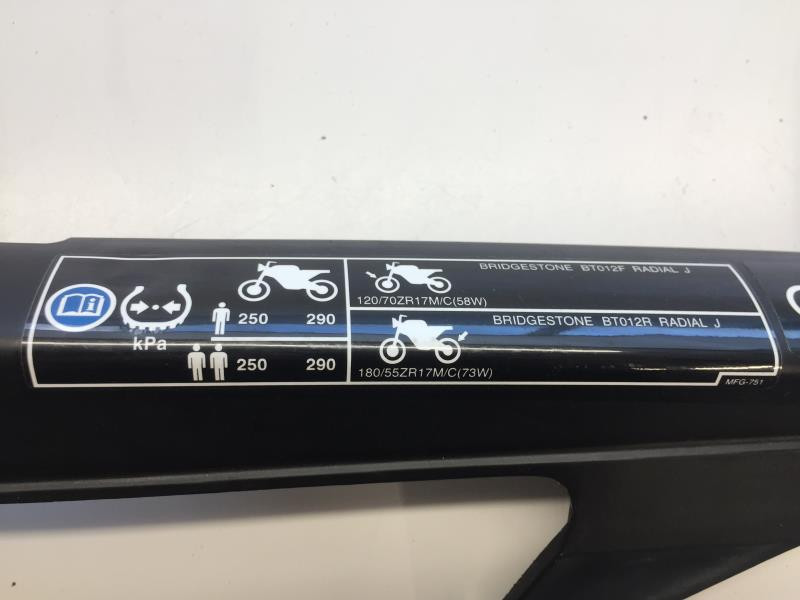 kPa
250 290
250 290
BRIDGESTONE BT012F RADIAL J
120/70ZR17M/C(58W)
BRIDGESTONE BT012R RADIAL J
180/55ZR17M/C(73W)
MFG-751